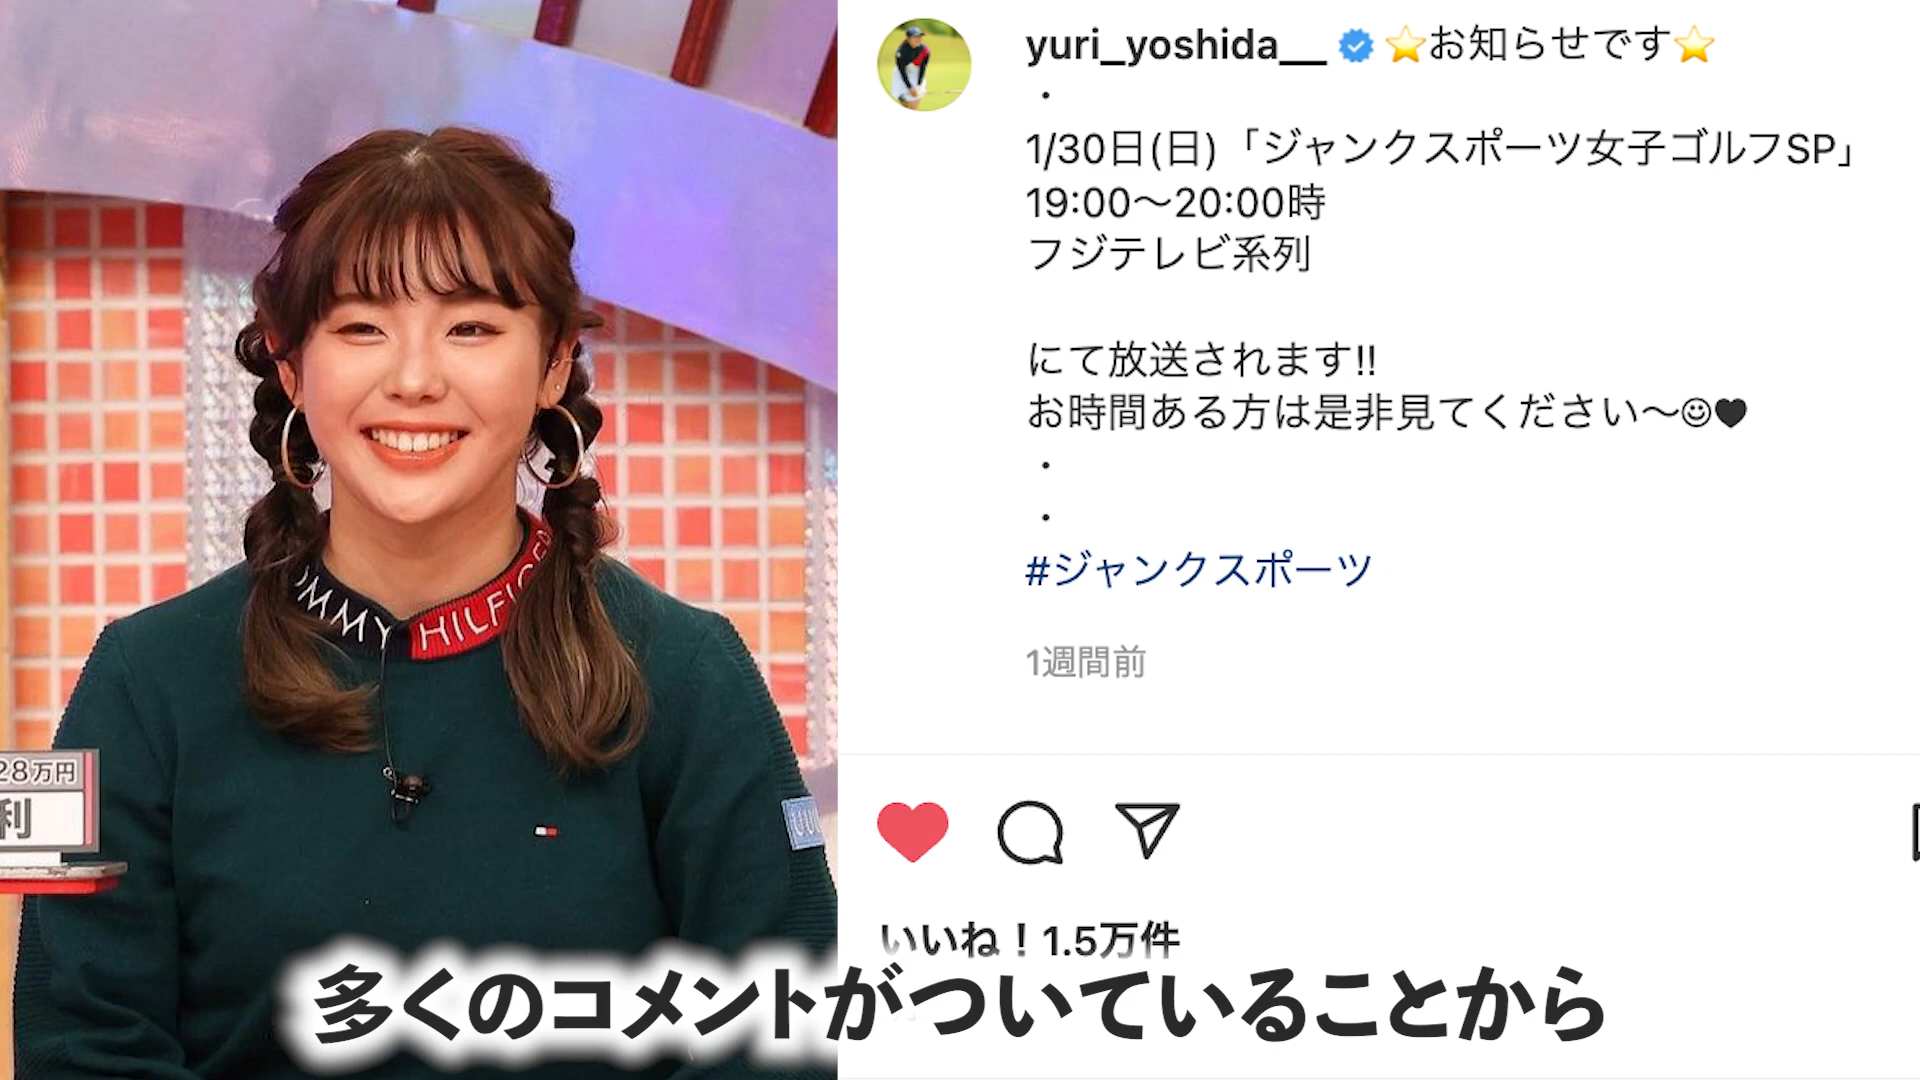 yuri_yoshida__ ⭐お知らせです⭐
・
1/30日(日)「ジャンクスポーツ女子ゴルフSP」
19:00〜20:00時
フジテレビ系列
にて放送されます!!
お時間ある方は是非見てください〜☺♥
・
・
#ジャンクスポーツ
1週間前
OMMY HILFIGER
28万円
利
いいね！1.5万件
多くのコメントがついていることから